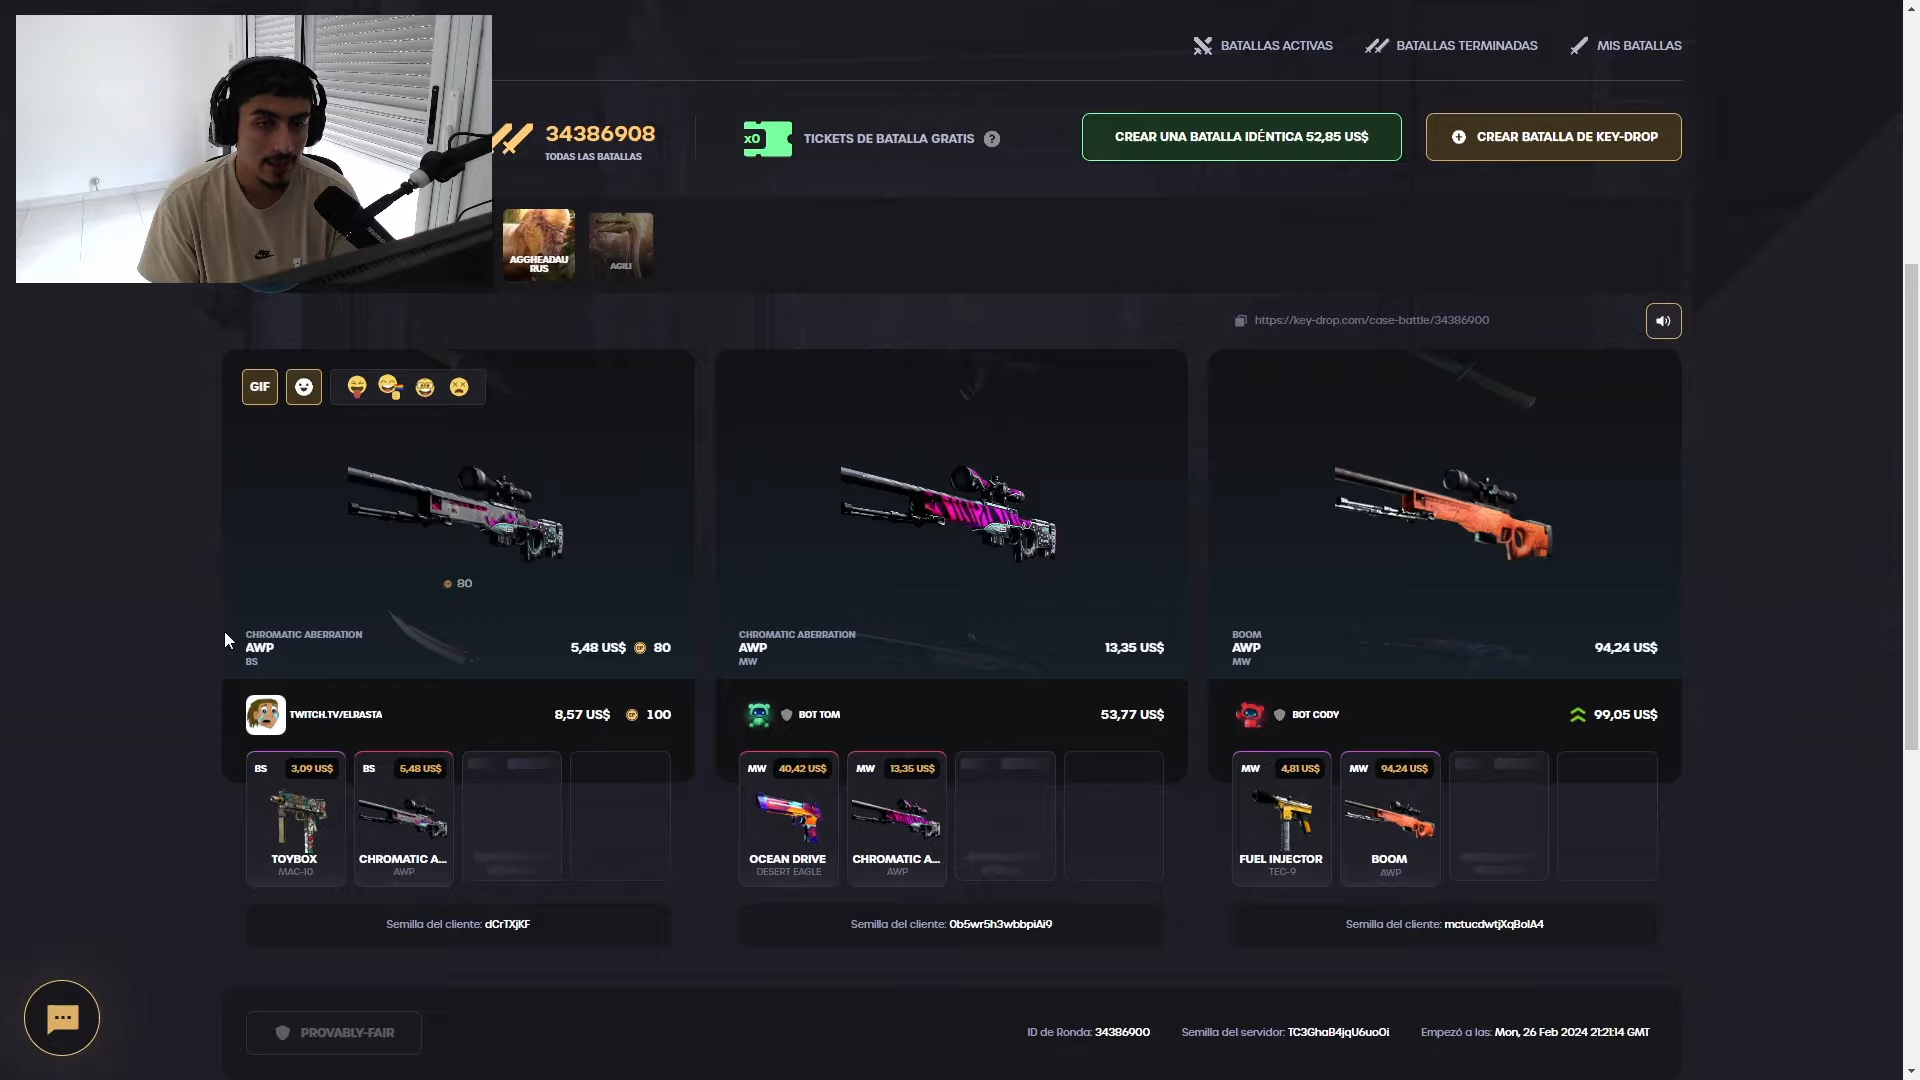 BATALLAS ACTIVAS
BATALLAS TERMINADAS
MIS BATALLAS
34386908
TODAS LAS BATALLAS
x0
TICKETS DE BATALLA GRATIS
?
CREAR UNA BATALLA IDÉNTICA 52,85 US$
CREAR BATALLA DE KEY-DROP
AGGHEADAU
RUS
AGILI
https://key-drop.com/case-battle/34386900
GIF
80
CHROMATIC ABERRATION
AWP
BS
5,48 US$ 80
CHROMATIC ABERRATION
AWP
MW
13,35 US$
BOOM
AWP
MW
94,24 US$
TWITCH.TV/ELRASTA
8,57 US$ 100
BOT TOM
53,77 US$
BOT CODY
99,05 US$
BS 3,09 US$
TOYBOX
MAC-10
BS 5,48 US$
CHROMATIC A...
AWP
MW 40,42 US$
OCEAN DRIVE
DESERT EAGLE
MW 13,35 US$
CHROMATIC A...
AWP
MW 4,81 US$
FUEL INJECTOR
TEC-9
MW 94,24 US$
BOOM
AWP
Semilla del cliente: dCrTXjKF
Semilla del cliente: 0b5wr5h3wbbpiAi9
Semilla del cliente: mctucdwtjXqBolA4
PROVABLY-FAIR
ID de Ronda: 34386900
Semilla del servidor: TC3GhaB4jqU6uoOi
Empezó a las: Mon, 26 Feb 2024 21:21:14 GMT